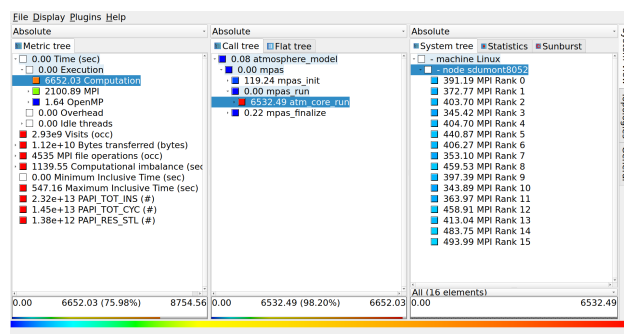 File Display Plugins Help
Absolute
Metric tree
0.00 Time (sec)
0.00 Execution
6652.03 Computation
2100.89 MPI
1.64 OpenMP
0.00 Overhead
0.00 Idle threads
2.93e9 Visits (occ)
1.12e+10 Bytes transferred (bytes)
4535 MPI file operations (occ)
1139.55 Computational imbalance (sec
0.00 Minimum Inclusive Time (sec)
547.16 Maximum Inclusive Time (sec)
2.32e+13 PAPI_TOT_INS (#)
1.45e+13 PAPI_TOT_CYC (#)
1.38e+12 PAPI_RES_STL (#)
0.00 6652.03 (75.98%) 8754.56
Absolute
Call tree Flat tree
0.08 atmosphere_model
0.00 mpas
119.24 mpas_init
0.00 mpas_run
6532.49 atm_core_run
0.22 mpas_finalize
0.00 6532.49 (98.20%) 6652.03
Absolute
System tree Statistics Sunburst
- machine Linux
- node sdumont8052
391.19 MPI Rank 0
372.77 MPI Rank 1
403.70 MPI Rank 2
345.42 MPI Rank 3
404.70 MPI Rank 4
440.87 MPI Rank 5
406.27 MPI Rank 6
353.10 MPI Rank 7
459.53 MPI Rank 8
397.39 MPI Rank 9
343.89 MPI Rank 10
363.97 MPI Rank 11
458.91 MPI Rank 12
413.04 MPI Rank 13
483.75 MPI Rank 14
493.99 MPI Rank 15
All (16 elements)
0.00 6532.49